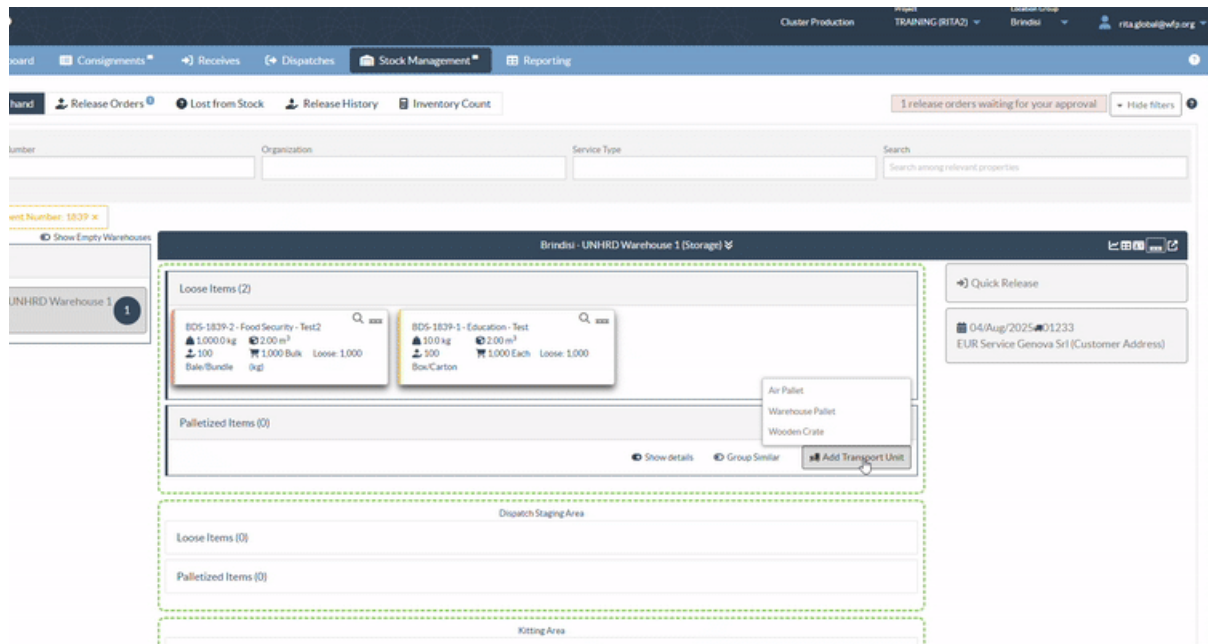 Project
Location Group
Cluster Production
TRAINING (RITA2)
Brindisi
rita.global@wfp.org
board
Consignments
Receives
Dispatches
Stock Management
Reporting
hand
Release Orders
Lost from Stock
Release History
Inventory Count
1 release orders waiting for your approval
Hide filters
Number
Organization
Service Type
Search
Search among relevant properties
ent Number: 1839 ×
Show Empty Warehouses
Brindisi - UNHRD Warehouse 1 (Storage)
UNHRD Warehouse 1
1
Loose Items (2)
BDS-1839-2 - Food Security - Test2
1,000.0 kg 2.00 m³
100 1,000 Bulk Loose: 1,000
Bale/Bundle (kg)
BDS-1839-1 - Education - Test
10.0 kg 2.00 m³
100 1,000 Each Loose: 1,000
Box/Carton
Quick Release
04/Aug/2025 01233
EUR Service Genova Srl (Customer Address)
Air Pallet
Warehouse Pallet
Wooden Crate
Palletized Items (0)
Show details
Group Similar
Add Transport Unit
Dispatch Staging Area
Loose Items (0)
Palletized Items (0)
Kitting Area